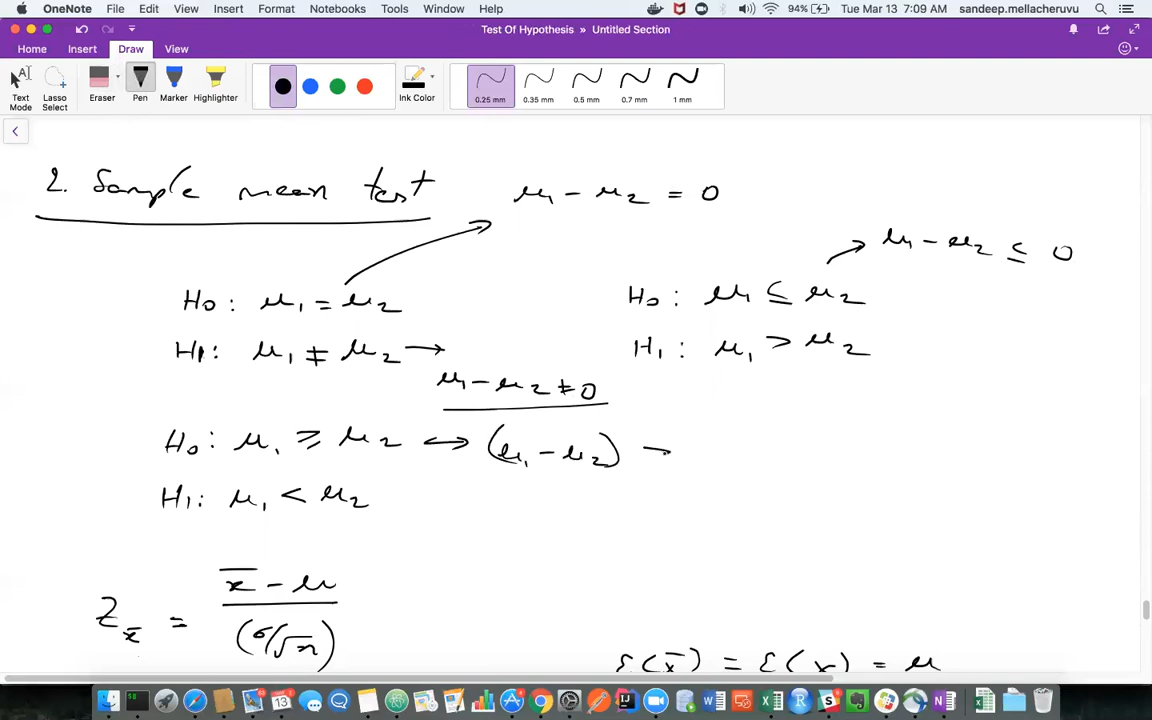 OneNote File Edit View Insert Format Notebooks Tools Window Help 94% Tue Mar 13 7:09 AM sandeep.mellacheruvu
Test Of Hypothesis » Untitled Section
Home Insert Draw View
Text Mode Lasso Select Eraser Pen Marker Highlighter Ink Color 0.25 mm 0.35 mm 0.5 mm 0.7 mm 1 mm
2. Sample mean test
μ1 - μ2 = 0
μ1 - μ2 ≤ 0
H0: μ1 = μ2
H0: μ1 ≤ μ2
H1: μ1 ≠ μ2 →
H1: μ1 > μ2
μ1 - μ2 ≠ 0
H0: μ1 ≥ μ2 ↔ (μ1 - μ2)
H1: μ1 < μ2
Z x̄ = x̄ - μ / (σ/√n)
E(x̄) = E(x) = μ